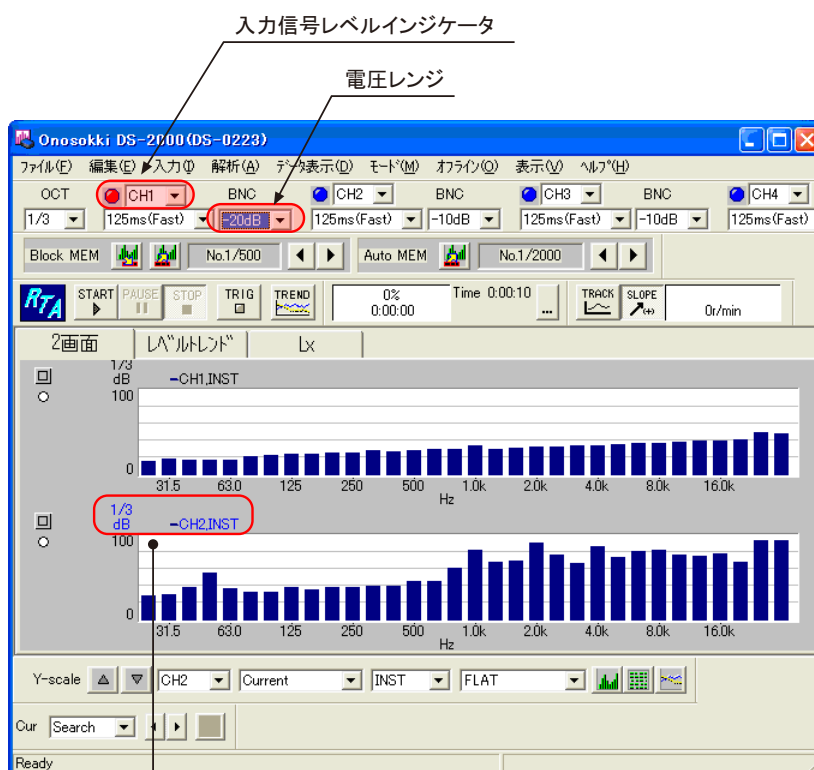 入力信号レベルインジケータ
電圧レンジ
Onosokki DS-2000(DS-0223)
ファイル(F) 編集(E) 入力(I) 解析(A) データ表示(D) モード(M) オフライン(O) 表示(V) ヘルプ(H)
OCT CH1 BNC CH2 BNC CH3 BNC CH4
1/3 125ms(Fast) -20dB 125ms(Fast) -10dB 125ms(Fast) -10dB 125ms(Fast)
Block MEM No.1/500 Auto MEM No.1/2000
RTA START PAUSE STOP TRIG TREND 0% 0:00:00 Time 0:00:10 ... TRACK SLOPE 0r/min
2画面 レベルトレンド Lx
1/3
dB -CH1,INST
100
0
31.5 63.0 125 250 500 1.0k 2.0k 4.0k 8.0k 16.0k
Hz
1/3
dB -CH2,INST
100
0
31.5 63.0 125 250 500 1.0k 2.0k 4.0k 8.0k 16.0k
Hz
Y-scale CH2 Current INST FLAT
Cur Search
Ready